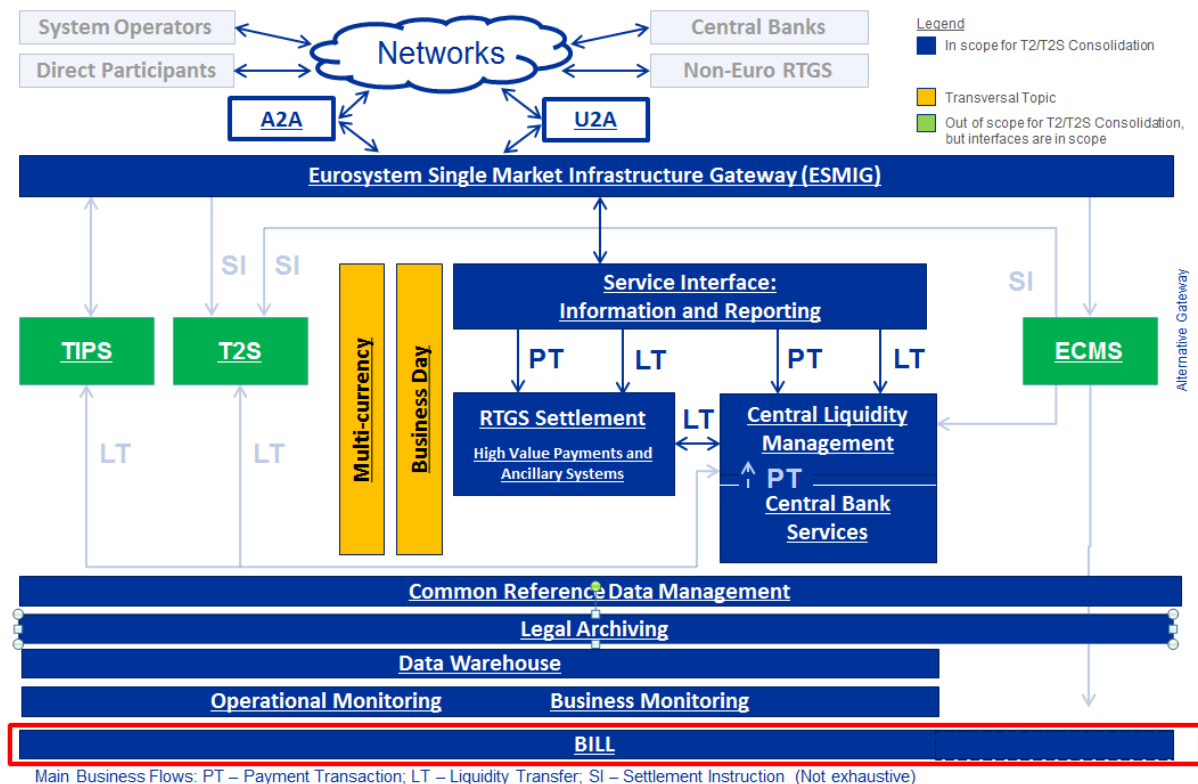 System Operators
Direct Participants
Networks
Central Banks
Non-Euro RTGS
Legend
In scope for T2/T2S Consolidation
Transversal Topic
Out of scope for T2/T2S Consolidation,
but interfaces are in scope
A2A
U2A
Eurosystem Single Market Infrastructure Gateway (ESMIG)
SI
SI
SI
Service Interface:
Information and Reporting
TIPS
T2S
Multi-currency
Business Day
ECMS
Alternative Gateway
PT
LT
PT
LT
RTGS Settlement
High Value Payments and
Ancillary Systems
LT
Central Liquidity
Management
PT
Central Bank
Services
LT
LT
Common Reference Data Management
Legal Archiving
Data Warehouse
Operational Monitoring
Business Monitoring
BILL
Main Business Flows: PT – Payment Transaction; LT – Liquidity Transfer; SI – Settlement Instruction (Not exhaustive)